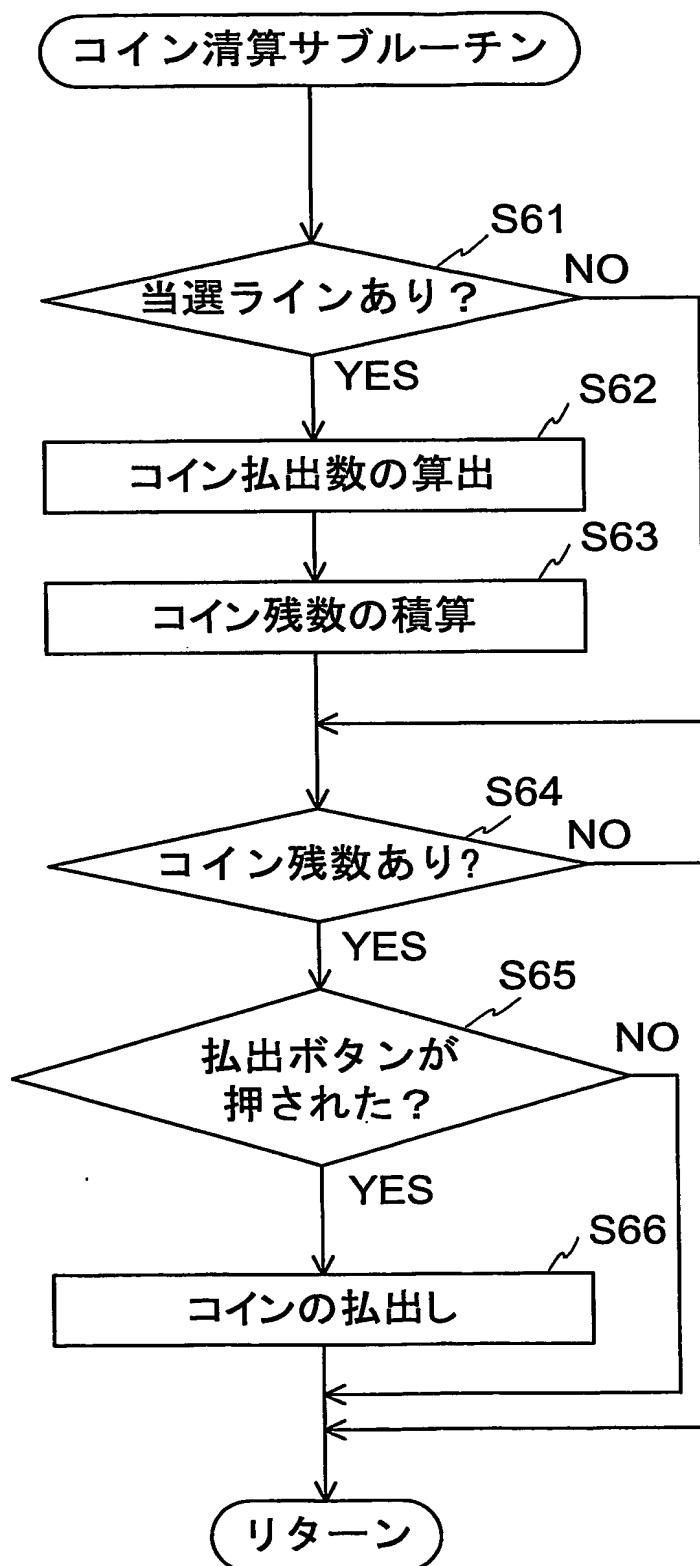 コイン清算サブルーチン
S61
当選ラインあり？
NO
YES
S62
コイン払出数の算出
S63
コイン残数の積算
S64
コイン残数あり?
NO
YES
S65
払出ボタンが
押された？
NO
YES
S66
コインの払出し
リターン